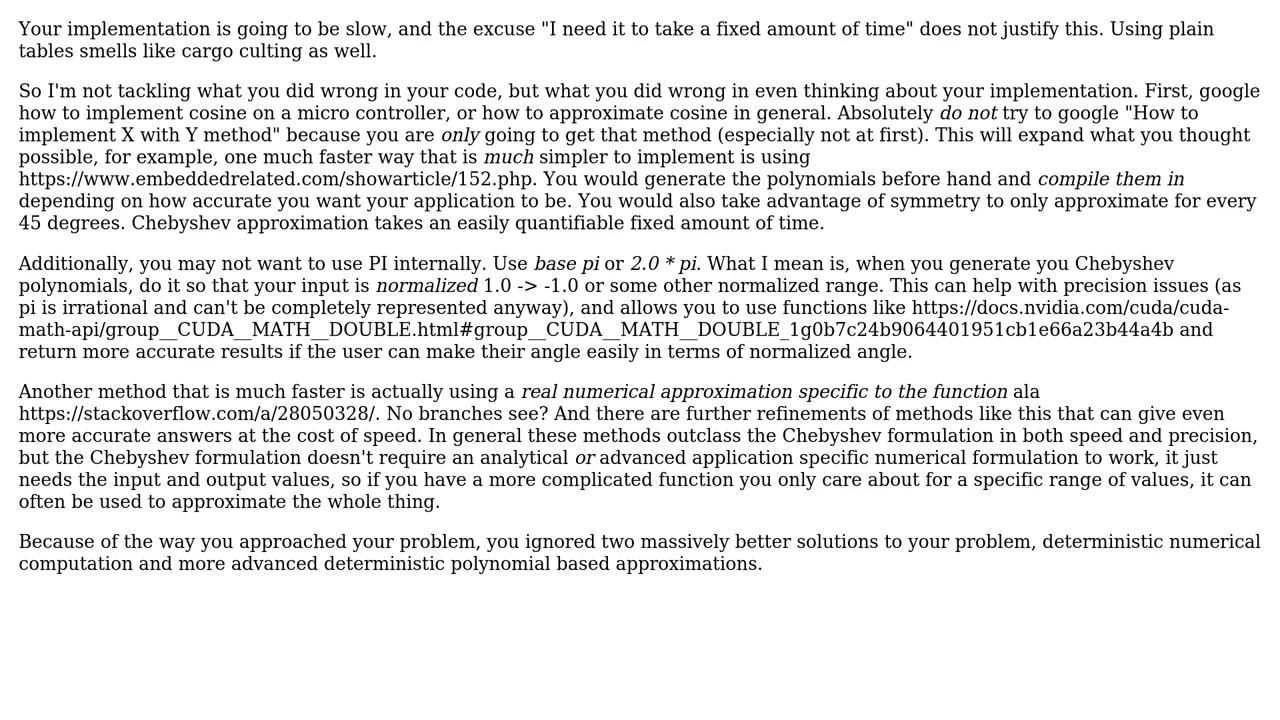 Your implementation is going to be slow, and the excuse "I need it to take a fixed amount of time" does not justify this. Using plain
tables smells like cargo culting as well.
So I'm not tackling what you did wrong in your code, but what you did wrong in even thinking about your implementation. First, google
how to implement cosine on a micro controller, or how to approximate cosine in general. Absolutely do not try to google "How to
implement X with Y method" because you are only going to get that method (especially not at first). This will expand what you thought
possible, for example, one much faster way that is much simpler to implement is using
https://www.embeddedrelated.com/showarticle/152.php. You would generate the polynomials before hand and compile them in
depending on how accurate you want your application to be. You would also take advantage of symmetry to only approximate for every
45 degrees. Chebyshev approximation takes an easily quantifiable fixed amount of time.
Additionally, you may not want to use PI internally. Use base pi or 2.0 * pi. What I mean is, when you generate you Chebyshev
polynomials, do it so that your input is normalized 1.0 -> -1.0 or some other normalized range. This can help with precision issues (as
pi is irrational and can't be completely represented anyway), and allows you to use functions like https://docs.nvidia.com/cuda/cuda-
math-api/group__CUDA__MATH__DOUBLE.html#group__CUDA__MATH__DOUBLE_1g0b7c24b9064401951cb1e66a23b44a4b and
return more accurate results if the user can make their angle easily in terms of normalized angle.
Another method that is much faster is actually using a real numerical approximation specific to the function ala
https://stackoverflow.com/a/28050328/. No branches see? And there are further refinements of methods like this that can give even
more accurate answers at the cost of speed. In general these methods outclass the Chebyshev formulation in both speed and precision,
but the Chebyshev formulation doesn't require an analytical or advanced application specific numerical formulation to work, it just
needs the input and output values, so if you have a more complicated function you only care about for a specific range of values, it can
often be used to approximate the whole thing.
Because of the way you approached your problem, you ignored two massively better solutions to your problem, deterministic numerical
computation and more advanced deterministic polynomial based approximations.